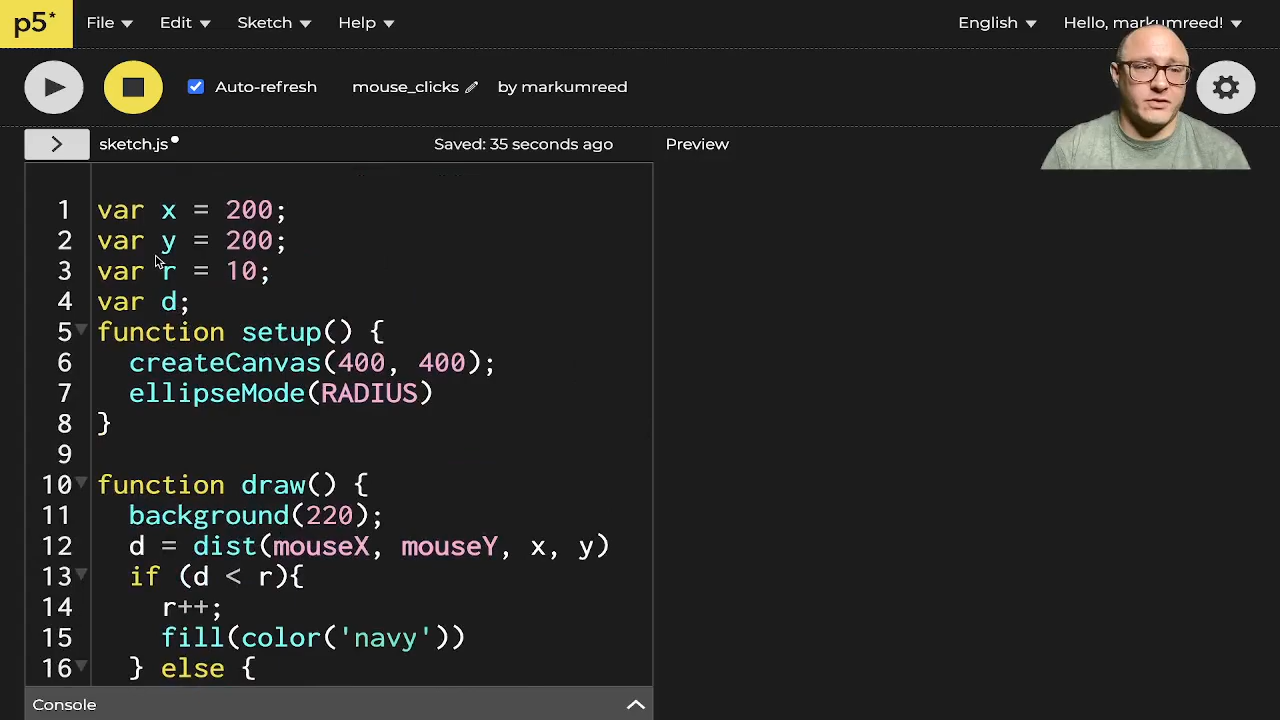 p5* File Edit Sketch Help English Hello, markumreed!
Auto-refresh mouse_clicks by markumreed
sketch.js Saved: 35 seconds ago Preview
1 var x = 200;
2 var y = 200;
3 var r = 10;
4 var d;
5 function setup() {
6 createCanvas(400, 400);
7 ellipseMode(RADIUS)
8 }
9
10 function draw() {
11 background(220);
12 d = dist(mouseX, mouseY, x, y)
13 if (d < r){
14 r++;
15 fill(color('navy'))
16 } else {
Console